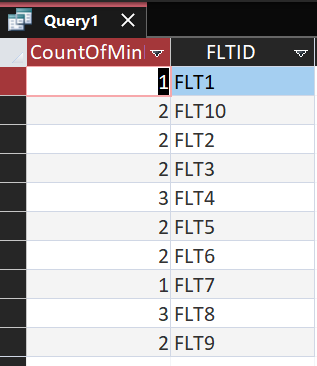 Query1
CountOfMin FLTID
1 FLT1
2 FLT10
2 FLT2
2 FLT3
3 FLT4
2 FLT5
2 FLT6
1 FLT7
3 FLT8
2 FLT9